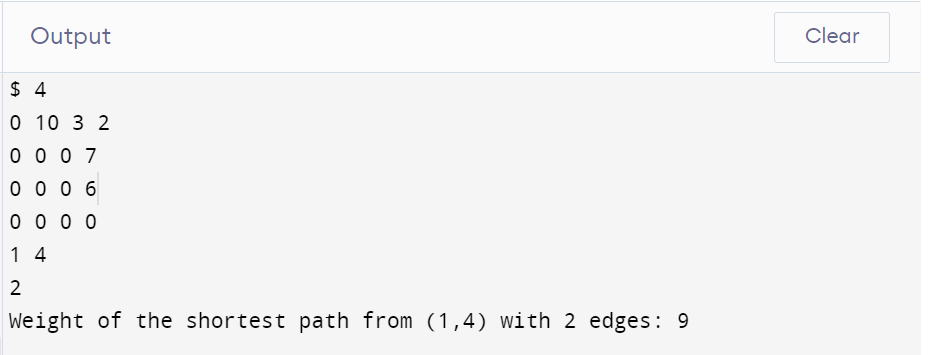 Output
Clear
$ 4
0 10 3 2
0 0 0 7
0 0 0 6
0 0 0 0
1 4
2
Weight of the shortest path from (1,4) with 2 edges: 9